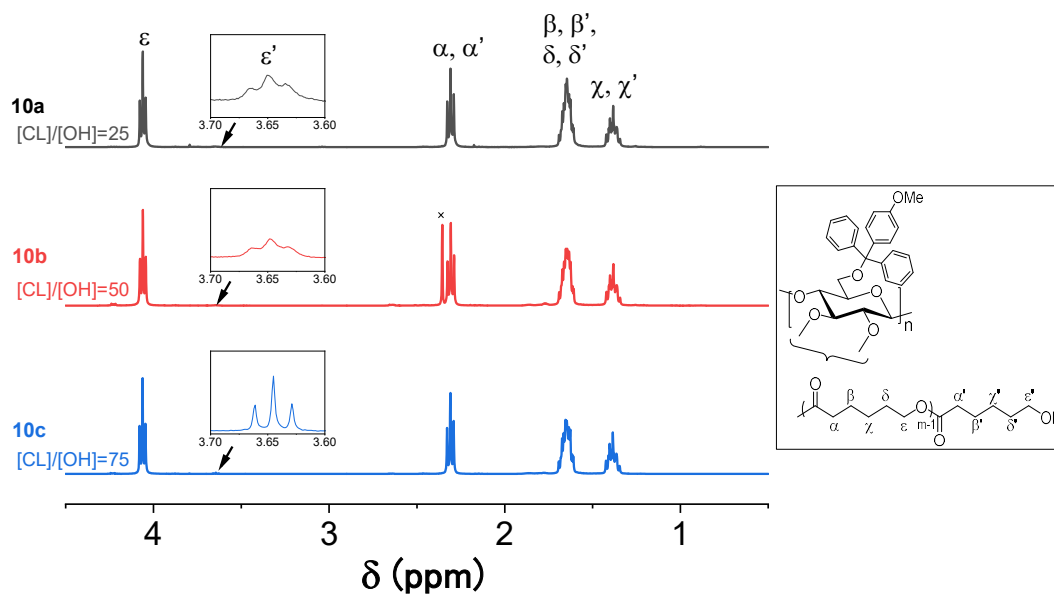 ε
ε'
α, α'
β, β',
δ, δ'
χ, χ'
10a
[CL]/[OH]=25
3.70 3.65 3.60
10b
[CL]/[OH]=50
×
3.70 3.65 3.60
10c
[CL]/[OH]=75
3.70 3.65 3.60
4 3 2 1
δ (ppm)
OMe
O
O
O
O
O
n
O
β δ O α' χ' ε'
α χ ε m-1 β' δ' O
O